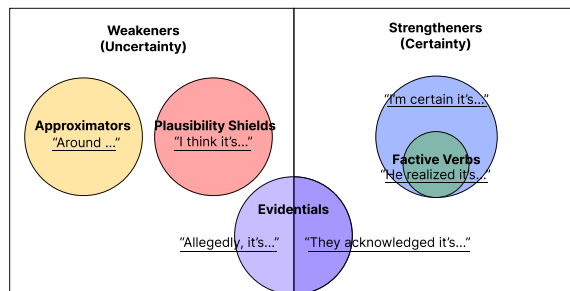 Weakeners
(Uncertainty)
Strengtheners
(Certainty)
Approximators
“Around ...”
Plausibility Shields
“I think it’s...”
“I’m certain it’s...”
Factive Verbs
“He realized it’s...”
Evidentials
“Allegedly, it’s...”
“They acknowledged it’s...”